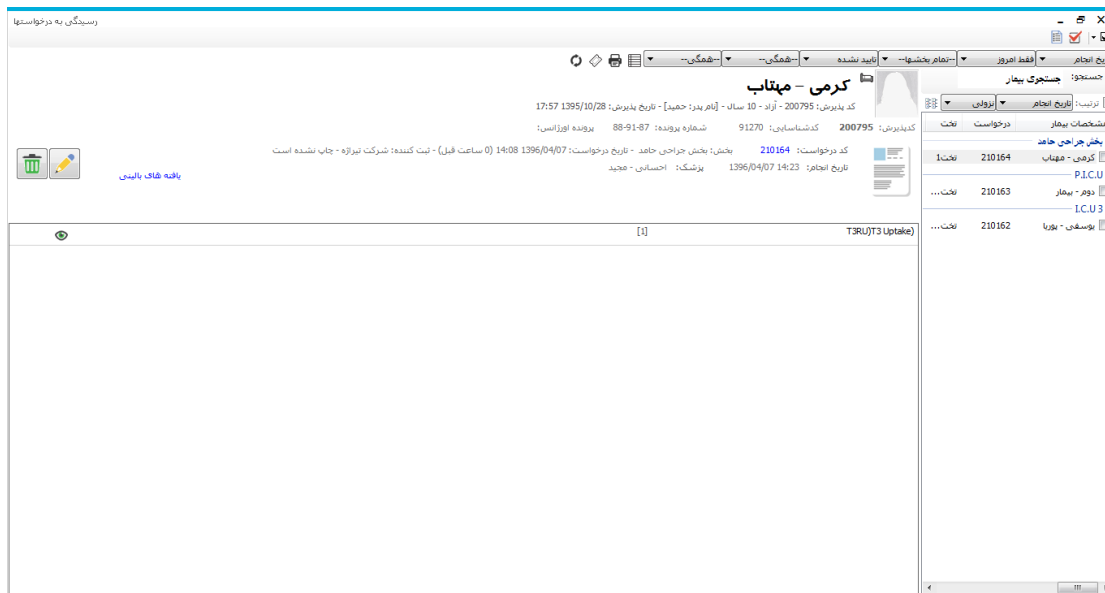 رسیدگی به درخواستها
انجام فقط امروز --تمام بخشها-- تایید نشده --همگی-- --همگی--
جستجو: جستجوی بیمار
ترتیب: تاریخ انجام نزولی
مشخصات بیمار درخواست تخت
بخش جراحی حامد
کرمی - مهتاب 210164 تخت1
P.I.C.U
دوم - بیمار 210163 تخت...
I.C.U 3
یوسفی - پوریا 210162 تخت...
کرمی – مهتاب
کد پذیرش: 200795 - آزاد - 10 سال - [نام پدر: حمید] - تاریخ پذیرش: 1395/10/28 17:57
کدپذیرش: 200795 کدشناسایی: 91270 شماره پرونده: 87-91-88 پرونده اورژانس:
کد درخواست: 210164 بخش: بخش جراحی حامد - تاریخ درخواست: 1396/04/07 14:08 (0 ساعت قبل) - ثبت کننده: شرکت تیراژه - چاپ نشده است
تاریخ انجام: 1396/04/07 14:23 پزشک: احسانی - مجید
یافته های بالینی
T3RU)T3 Uptake) [1]